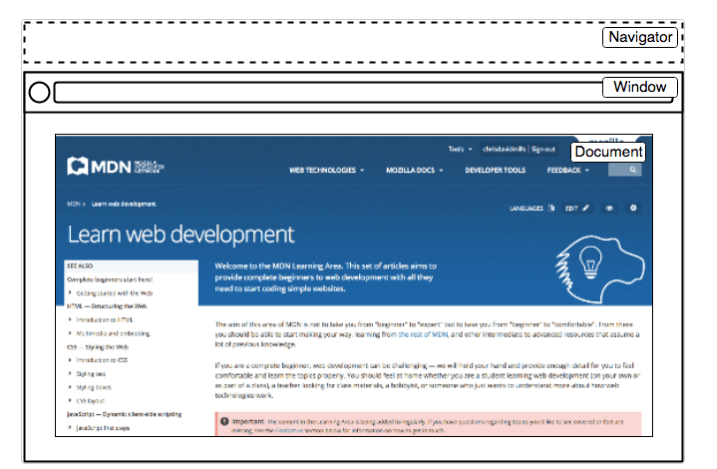 Navigator
Window
Document
Tools chrisdavidmills Sign out
MDN MOZILLA DEVELOPER NETWORK
WEB TECHNOLOGIES MOZILLA DOCS DEVELOPER TOOLS FEEDBACK
MDN > Learn web development
LANGUAGES EDIT
Learn web development
SEE ALSO
Complete beginners start here!
Getting started with the Web
HTML — Structuring the Web
Introduction to HTML
Multimedia and embedding
CSS — Styling the Web
Introduction to CSS
Styling text
Styling boxes
CSS layout
JavaScript — Dynamic client-side scripting
JavaScript first steps
Welcome to the MDN Learning Area. This set of articles aims to
provide complete beginners to web development with all they
need to start coding simple websites.
The aim of this area of MDN is not to take you from "beginner" to "expert" but to take you from "beginner" to "comfortable". From there
you should be able to start making your way, learning from the rest of MDN, and other intermediate to advanced resources that assume a
lot of previous knowledge.
If you are a complete beginner, web development can be challenging — we will hold your hand and provide enough detail for you to feel
comfortable and learn the topics properly. You should feel at home whether you are a student learning web development (on your own or
as part of a class), a teacher looking for class materials, a hobbyist, or someone who just wants to understand more about how web
technologies work.
Important: The content in the Learning Area is being added to regularly. If you have questions regarding topics you'd like to see covered or feel are
missing, see the Contact us section below for information on how to get in touch.